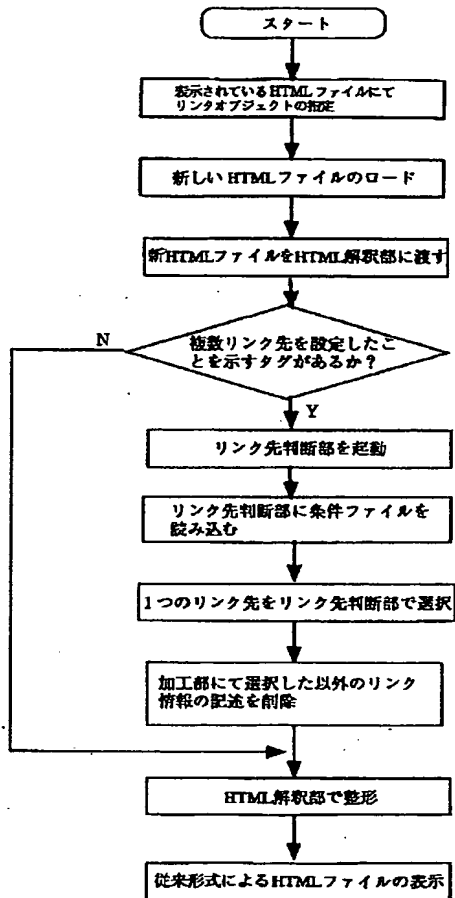 スタート
表示されているHTMLファイルにて
リンクオブジェクトの指定
新しいHTMLファイルのロード
新HTMLファイルをHTML解釈部に渡す
複数リンク先を設定したこ
とを示すタグがあるか？
N
Y
リンク先判断部を起動
リンク先判断部に条件ファイルを
読み込む
1つのリンク先をリンク先判断部で選択
加工部にて選択した以外のリンク
情報の記述を削除
HTML解釈部で整形
従来形式によるHTMLファイルの表示